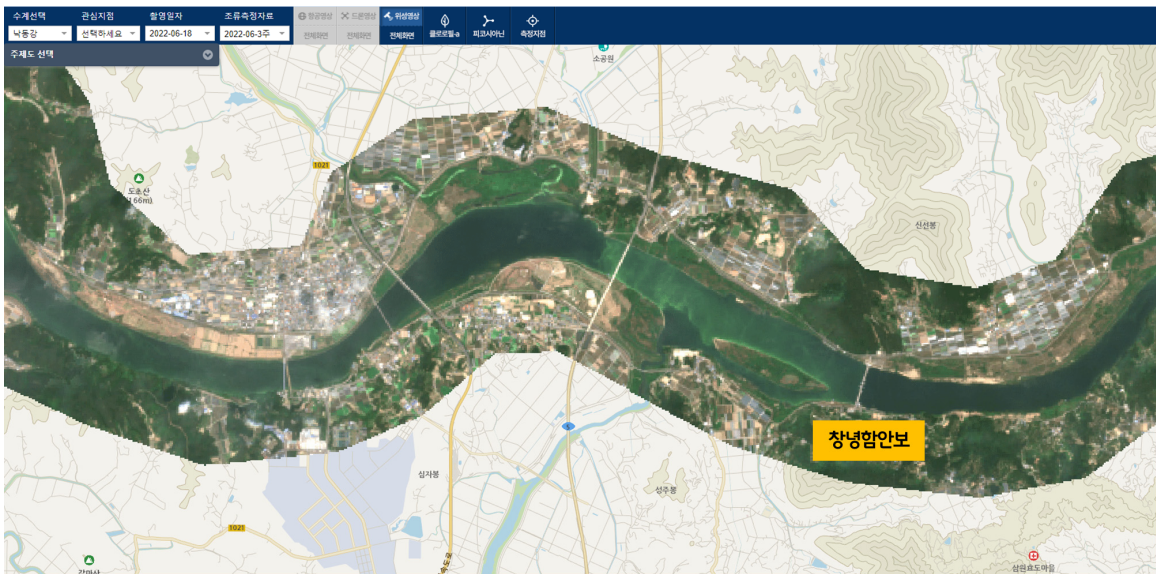 수계선택 관심지점 촬영일자 조류측정자료 항공영상 드론영상 위성영상
낙동강 선택하세요 2022-06-18 2022-06-3주 전체화면 전체화면 전체화면 클로로필-a 피코시아닌 측정지점
주제도 선택
소공원
1021
도초산
(166m)
신선봉
5
창녕함안보
심자봉
성주봉
1021
삼원효도마을